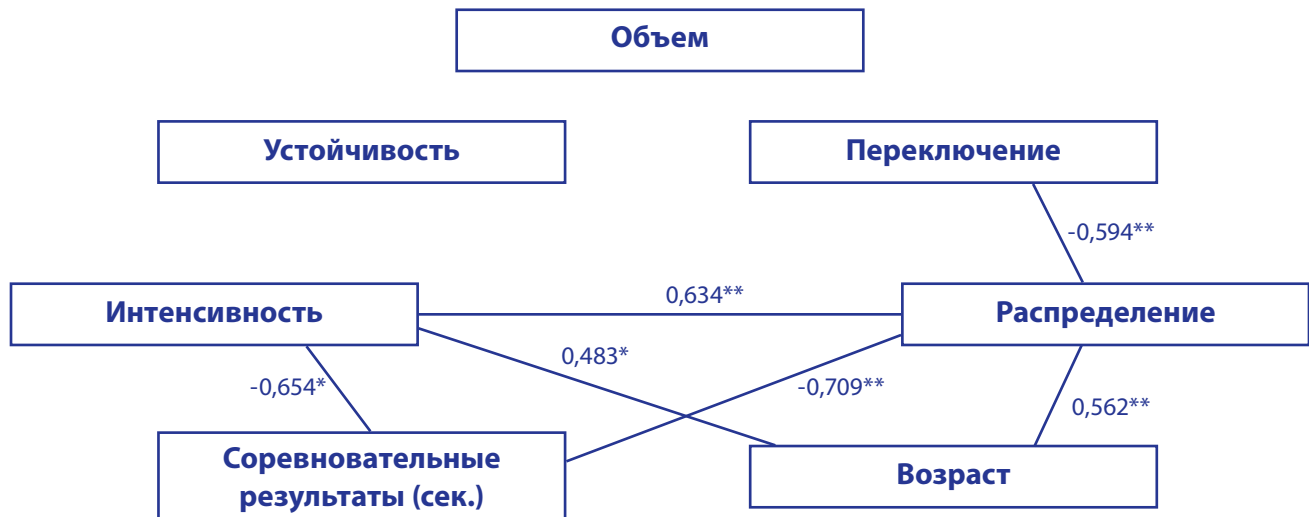 Объем
Устойчивость
Переключение
-0,594**
Интенсивность
0,634**
Распределение
0,483*
-0,654*
-0,709**
0,562**
Соревновательные
результаты (сек.)
Возраст